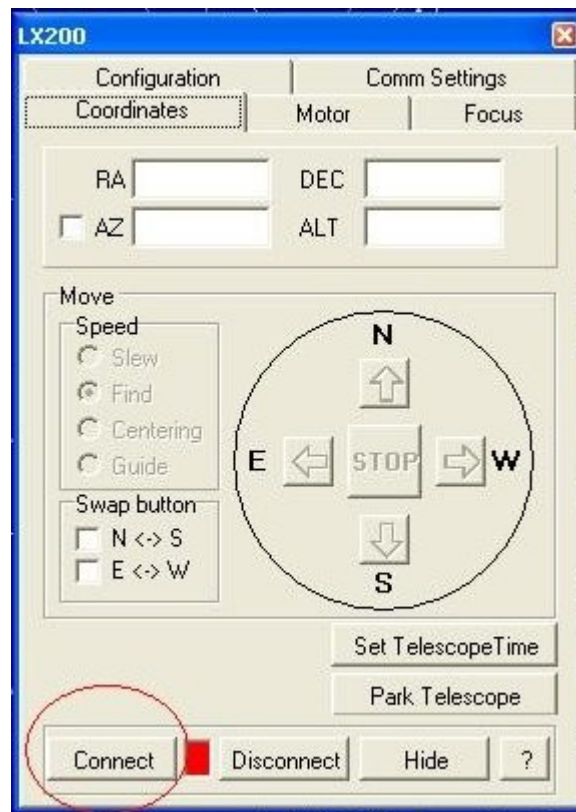 LX200
Configuration Comm Settings
Coordinates Motor Focus
RA DEC
AZ ALT
Move
Speed
Slew
Find
Centering
Guide
Swap button
N <-> S
E <-> W
N
E STOP W
S
Set TelescopeTime
Park Telescope
Connect Disconnect Hide ?